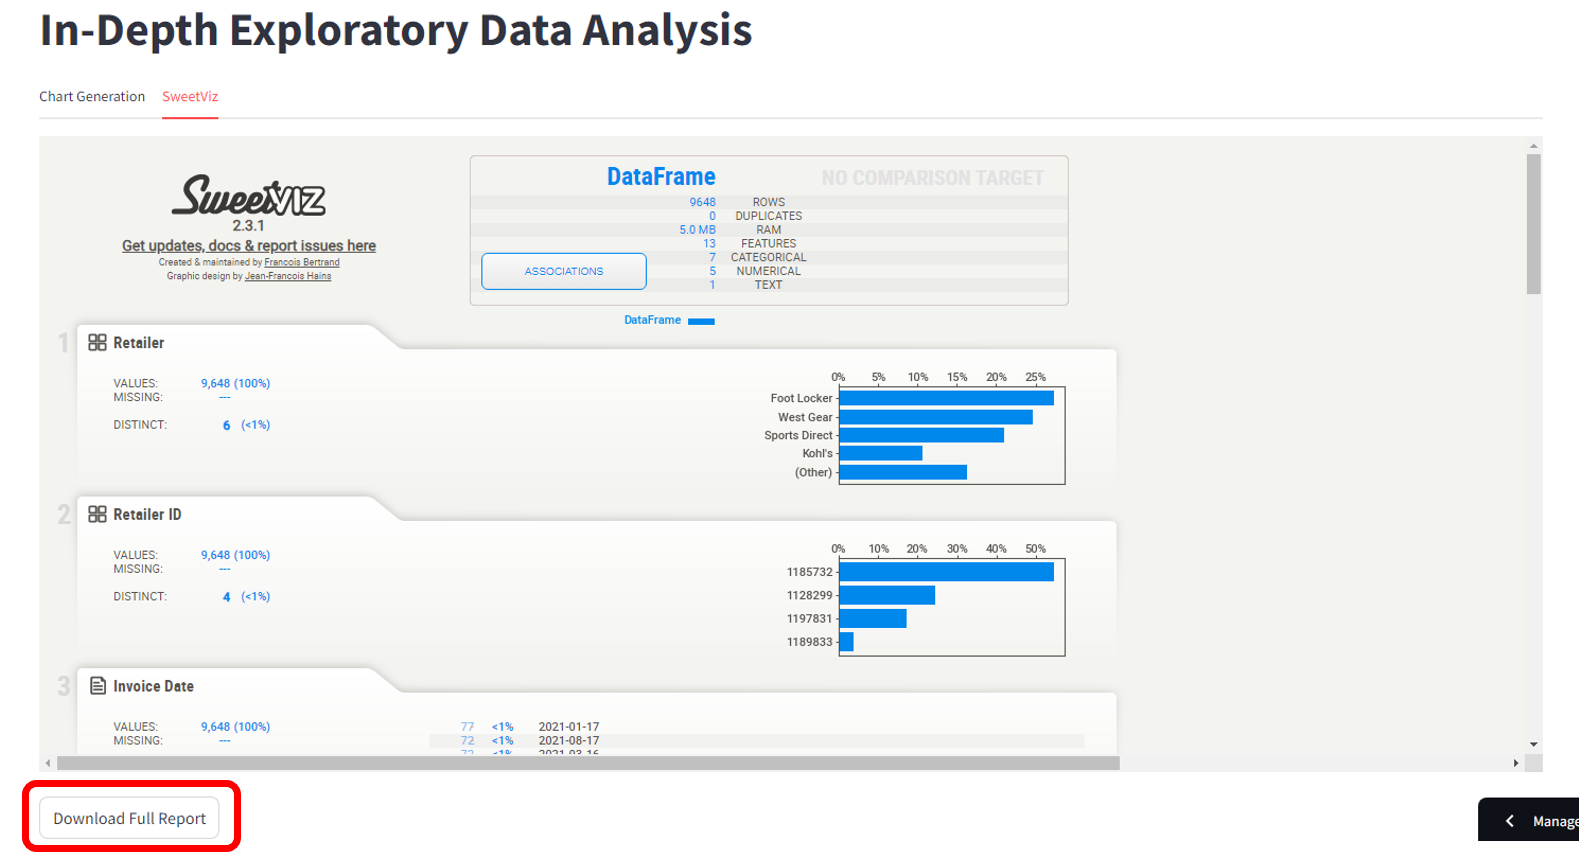 In-Depth Exploratory Data Analysis
Chart Generation SweetViz
SweetVIZ
2.3.1
Get updates, docs & report issues here
Created & maintained by Francois Bertrand
Graphic design by Jean-Francois Hains
DataFrame NO COMPARISON TARGET
9648 ROWS
0 DUPLICATES
5.0 MB RAM
13 FEATURES
7 CATEGORICAL
5 NUMERICAL
1 TEXT
ASSOCIATIONS
DataFrame
1 Retailer
VALUES: 9,648 (100%)
MISSING: ---
DISTINCT: 6 (<1%)
0% 5% 10% 15% 20% 25%
Foot Locker
West Gear
Sports Direct
Kohl's
(Other)
2 Retailer ID
VALUES: 9,648 (100%)
MISSING: ---
DISTINCT: 4 (<1%)
0% 10% 20% 30% 40% 50%
1185732
1128299
1197831
1189833
3 Invoice Date
VALUES: 9,648 (100%)
MISSING: ---
77 <1% 2021-01-17
72 <1% 2021-08-17
72 <1% 2021-03-16
Download Full Report
Manage